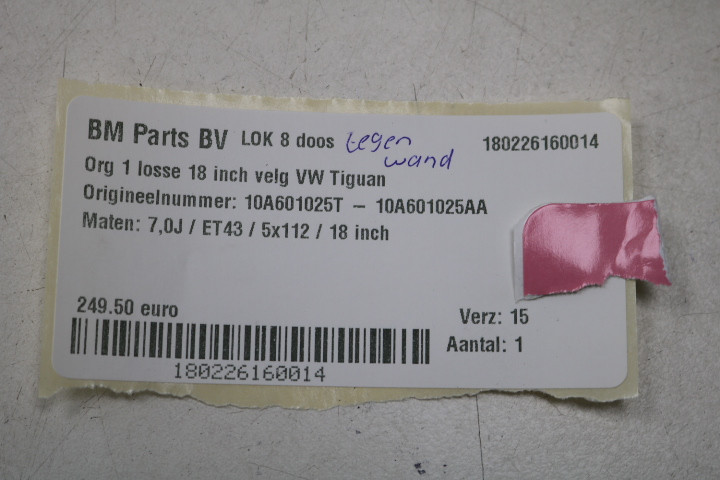 BM Parts BV LOK 8 doos tegen wand 180226160014
Org 1 losse 18 inch velg VW Tiguan
Origineelnummer: 10A601025T – 10A601025AA
Maten: 7,0J / ET43 / 5x112 / 18 inch
249.50 euro Verz: 15
Aantal: 1
180226160014